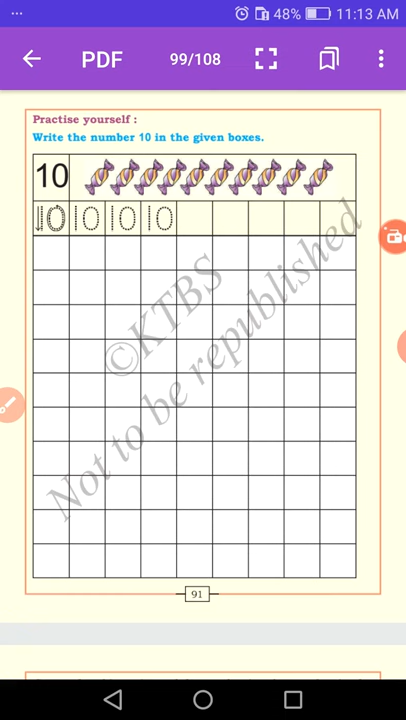 ... 48% 11:13 AM
PDF 99/108
Practise yourself :
Write the number 10 in the given boxes.
10
10 10 10 10
©KTBS
Not to be republished
91